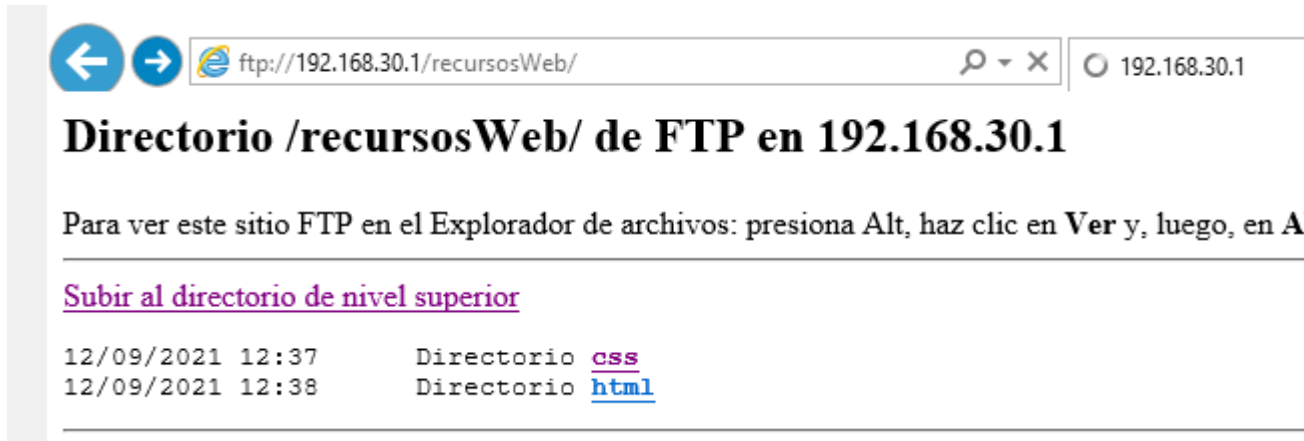 ftp://192.168.30.1/recursosWeb/
192.168.30.1
Directorio /recursosWeb/ de FTP en 192.168.30.1
Para ver este sitio FTP en el Explorador de archivos: presiona Alt, haz clic en Ver y, luego, en
Subir al directorio de nivel superior
12/09/2021 12:37 Directorio css
12/09/2021 12:38 Directorio html